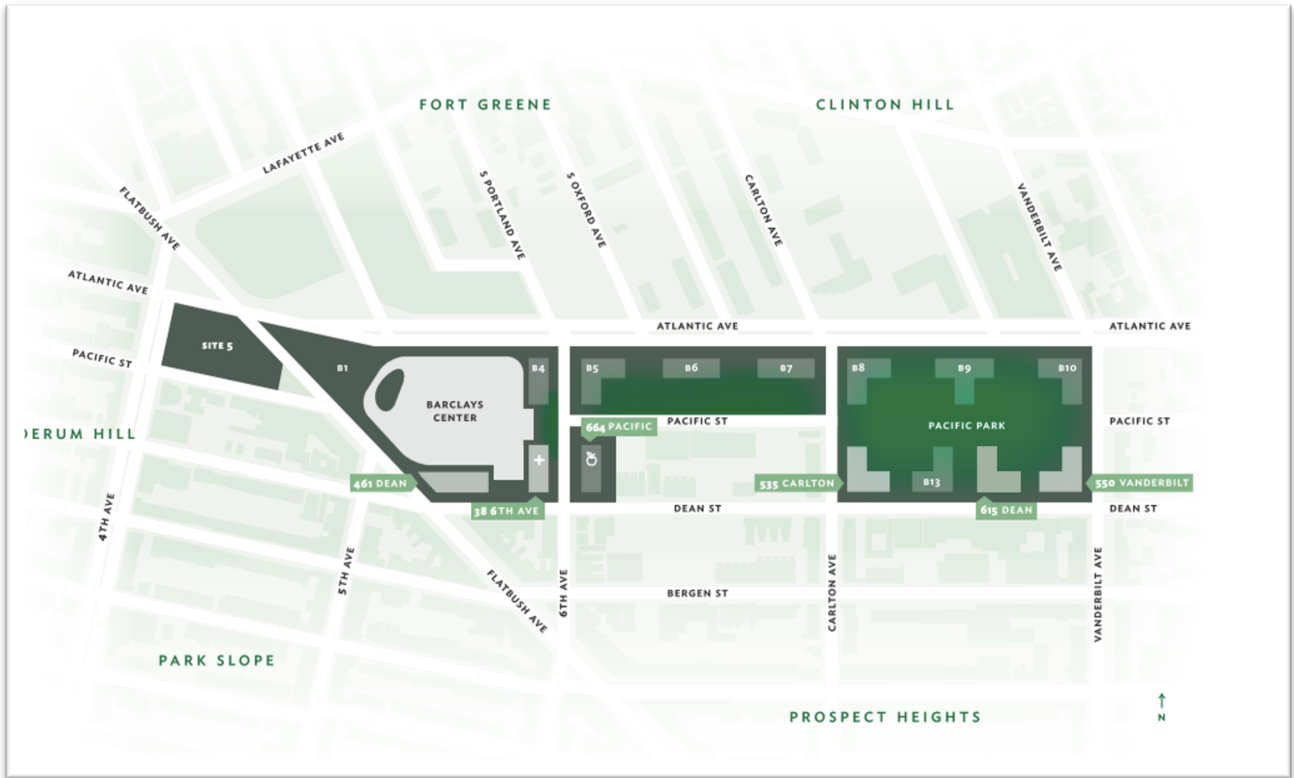 FORT GREENE
CLINTON HILL
LAFAYETTE AVE
FLATBUSH AVE
S PORTLAND AVE
S OXFORD AVE
CARLTON AVE
VANDERBILT AVE
ATLANTIC AVE
ATLANTIC AVE
ATLANTIC AVE
SITE 5
PACIFIC ST
B1
BARCLAYS
CENTER
B4
B5
B6
B7
B8
B9
B10
664 PACIFIC
PACIFIC ST
PACIFIC PARK
PACIFIC ST
DERUM HILL
461 DEAN
38 6TH AVE
535 CARLTON
B13
615 DEAN
550 VANDERBILT
DEAN ST
DEAN ST
4TH AVE
5TH AVE
FLATBUSH AVE
6TH AVE
BERGEN ST
CARLTON AVE
VANDERBILT AVE
PARK SLOPE
PROSPECT HEIGHTS
N